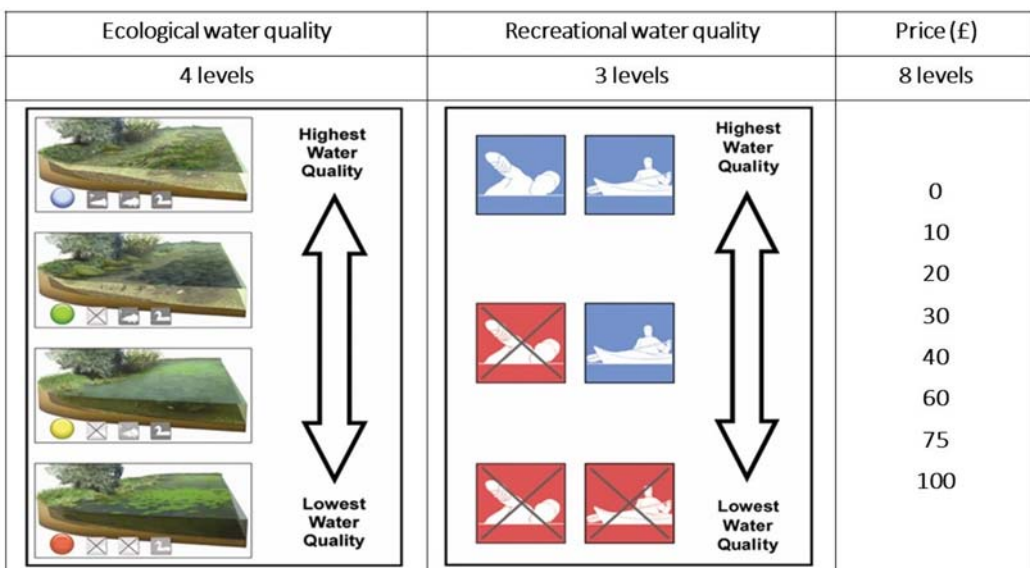 Ecological water quality
Recreational water quality
Price (£)
4 levels
3 levels
8 levels
Highest
Water
Quality
Lowest
Water
Quality
Highest
Water
Quality
Lowest
Water
Quality
0
10
20
30
40
60
75
100